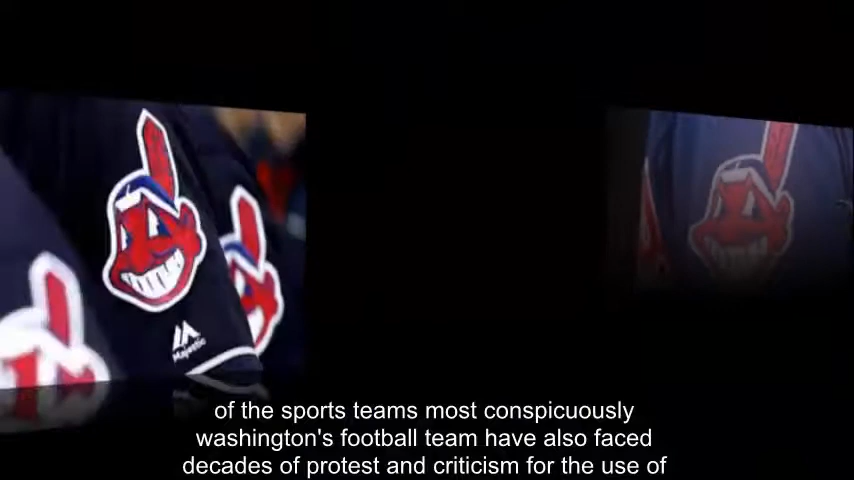 Majestic
of the sports teams most conspicuously
washington's football team have also faced
decades of protest and criticism for the use of